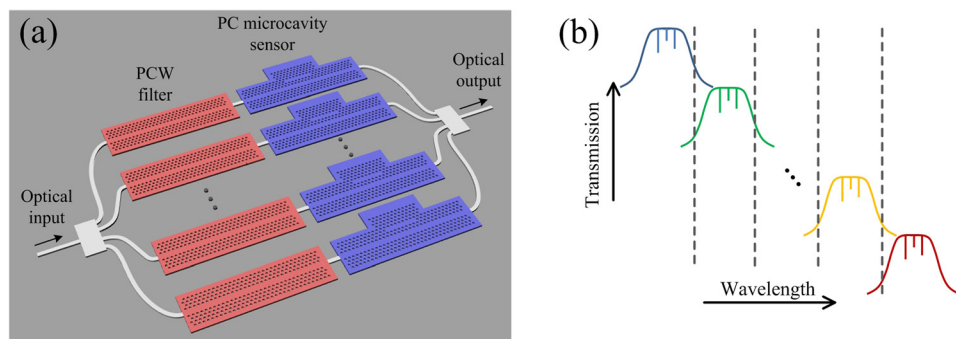 (a)
PC microcavity
sensor
PCW
filter
Optical
output
Optical
input
(b)
Transmission
Wavelength